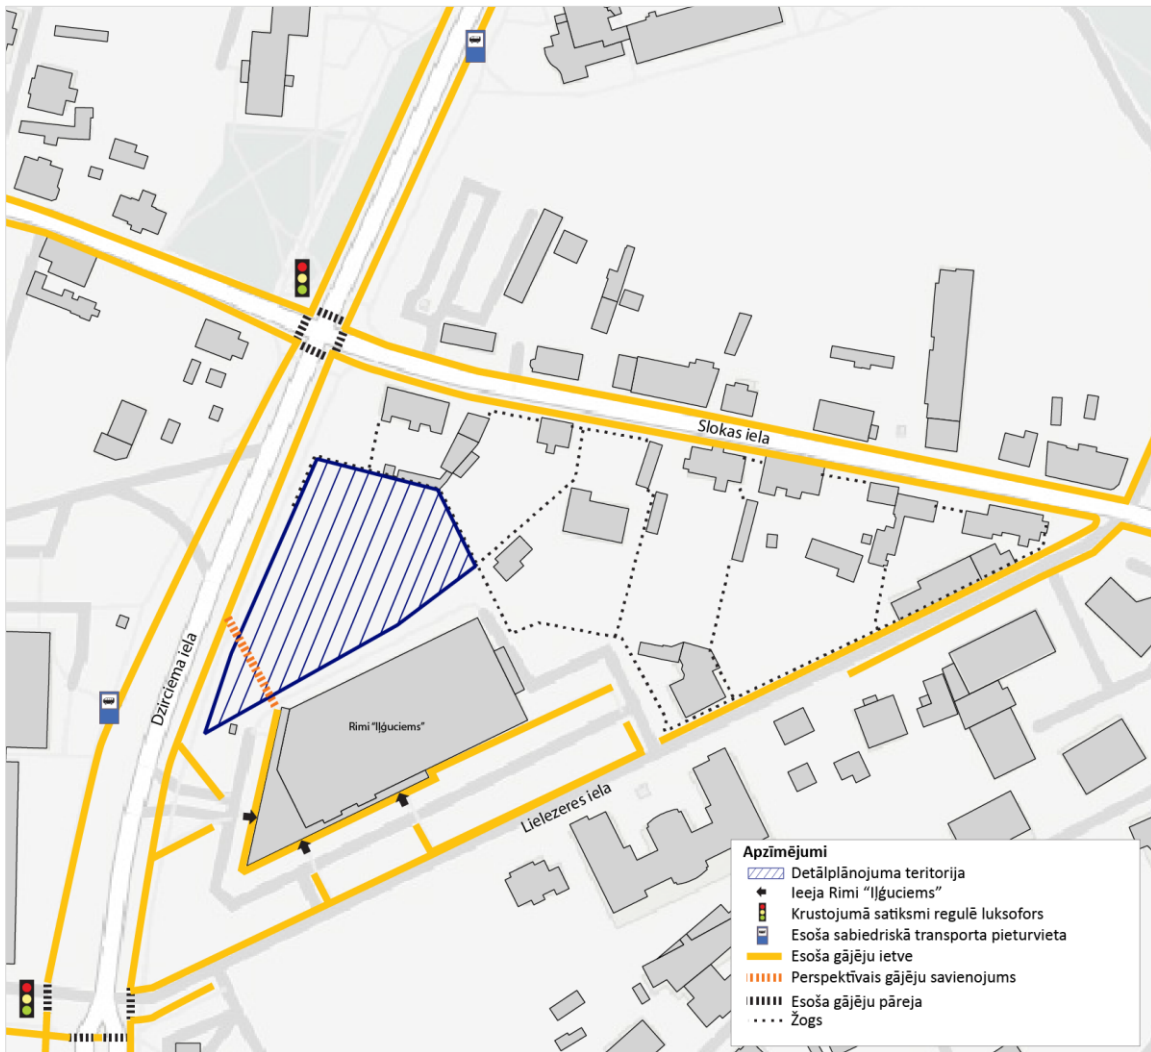 Slokas iela
Dzirciema iela
Rimi "Iļģuciems"
Lielezeres iela
Apzīmējumi
Detālplānojuma teritorija
Ieeja Rimi "Iļģuciems"
Krustojumā satiksmi regulē luksofors
Esoša sabiedriskā transporta pieturvieta
Esoša gājēju ietve
Perspektīvais gājēju savienojums
Esoša gājēju pāreja
Žogs